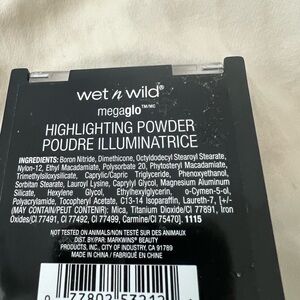 wet n wild®
megaglo™/MC
HIGHLIGHTING POWDER
POUDRE ILLUMINATRICE
INGREDIENTS: Boron Nitride, Dimethicone, Octyldodecyl Stearoyl Stearate,
Nylon-12, Ethyl Macadamiate, Polysorbate 20, Phytosteryl Macadamiate,
Trimethylsiloxysilicate, Caprylic/Capric Triglyceride, Phenoxyethanol,
Sorbitan Stearate, Lauroyl Lysine, Caprylyl Glycol, Magnesium Aluminum
Silicate, Hexylene Glycol, Ethylhexylglycerin, o-Cymen-5-ol,
Polyacrylamide, Tocopheryl Acetate, C13-14 Isoparaffin, Laureth-7, [+/-
(MAY CONTAIN/PEUT CONTENIR): Mica, Titanium Dioxide/CI 77891, Iron
Oxides/CI 77491, CI 77492, CI 77499, Carmine/CI 75470]. 1115
NOT TESTED ON ANIMALS/NON TESTÉ SUR DES ANIMAUX
DIST. BY/PAR: MARKWINS® BEAUTY
PRODUCTS, INC., CITY OF INDUSTRY, CA 91789
MADE IN CHINA / FABRIQUÉ EN CHINE
77802 53212